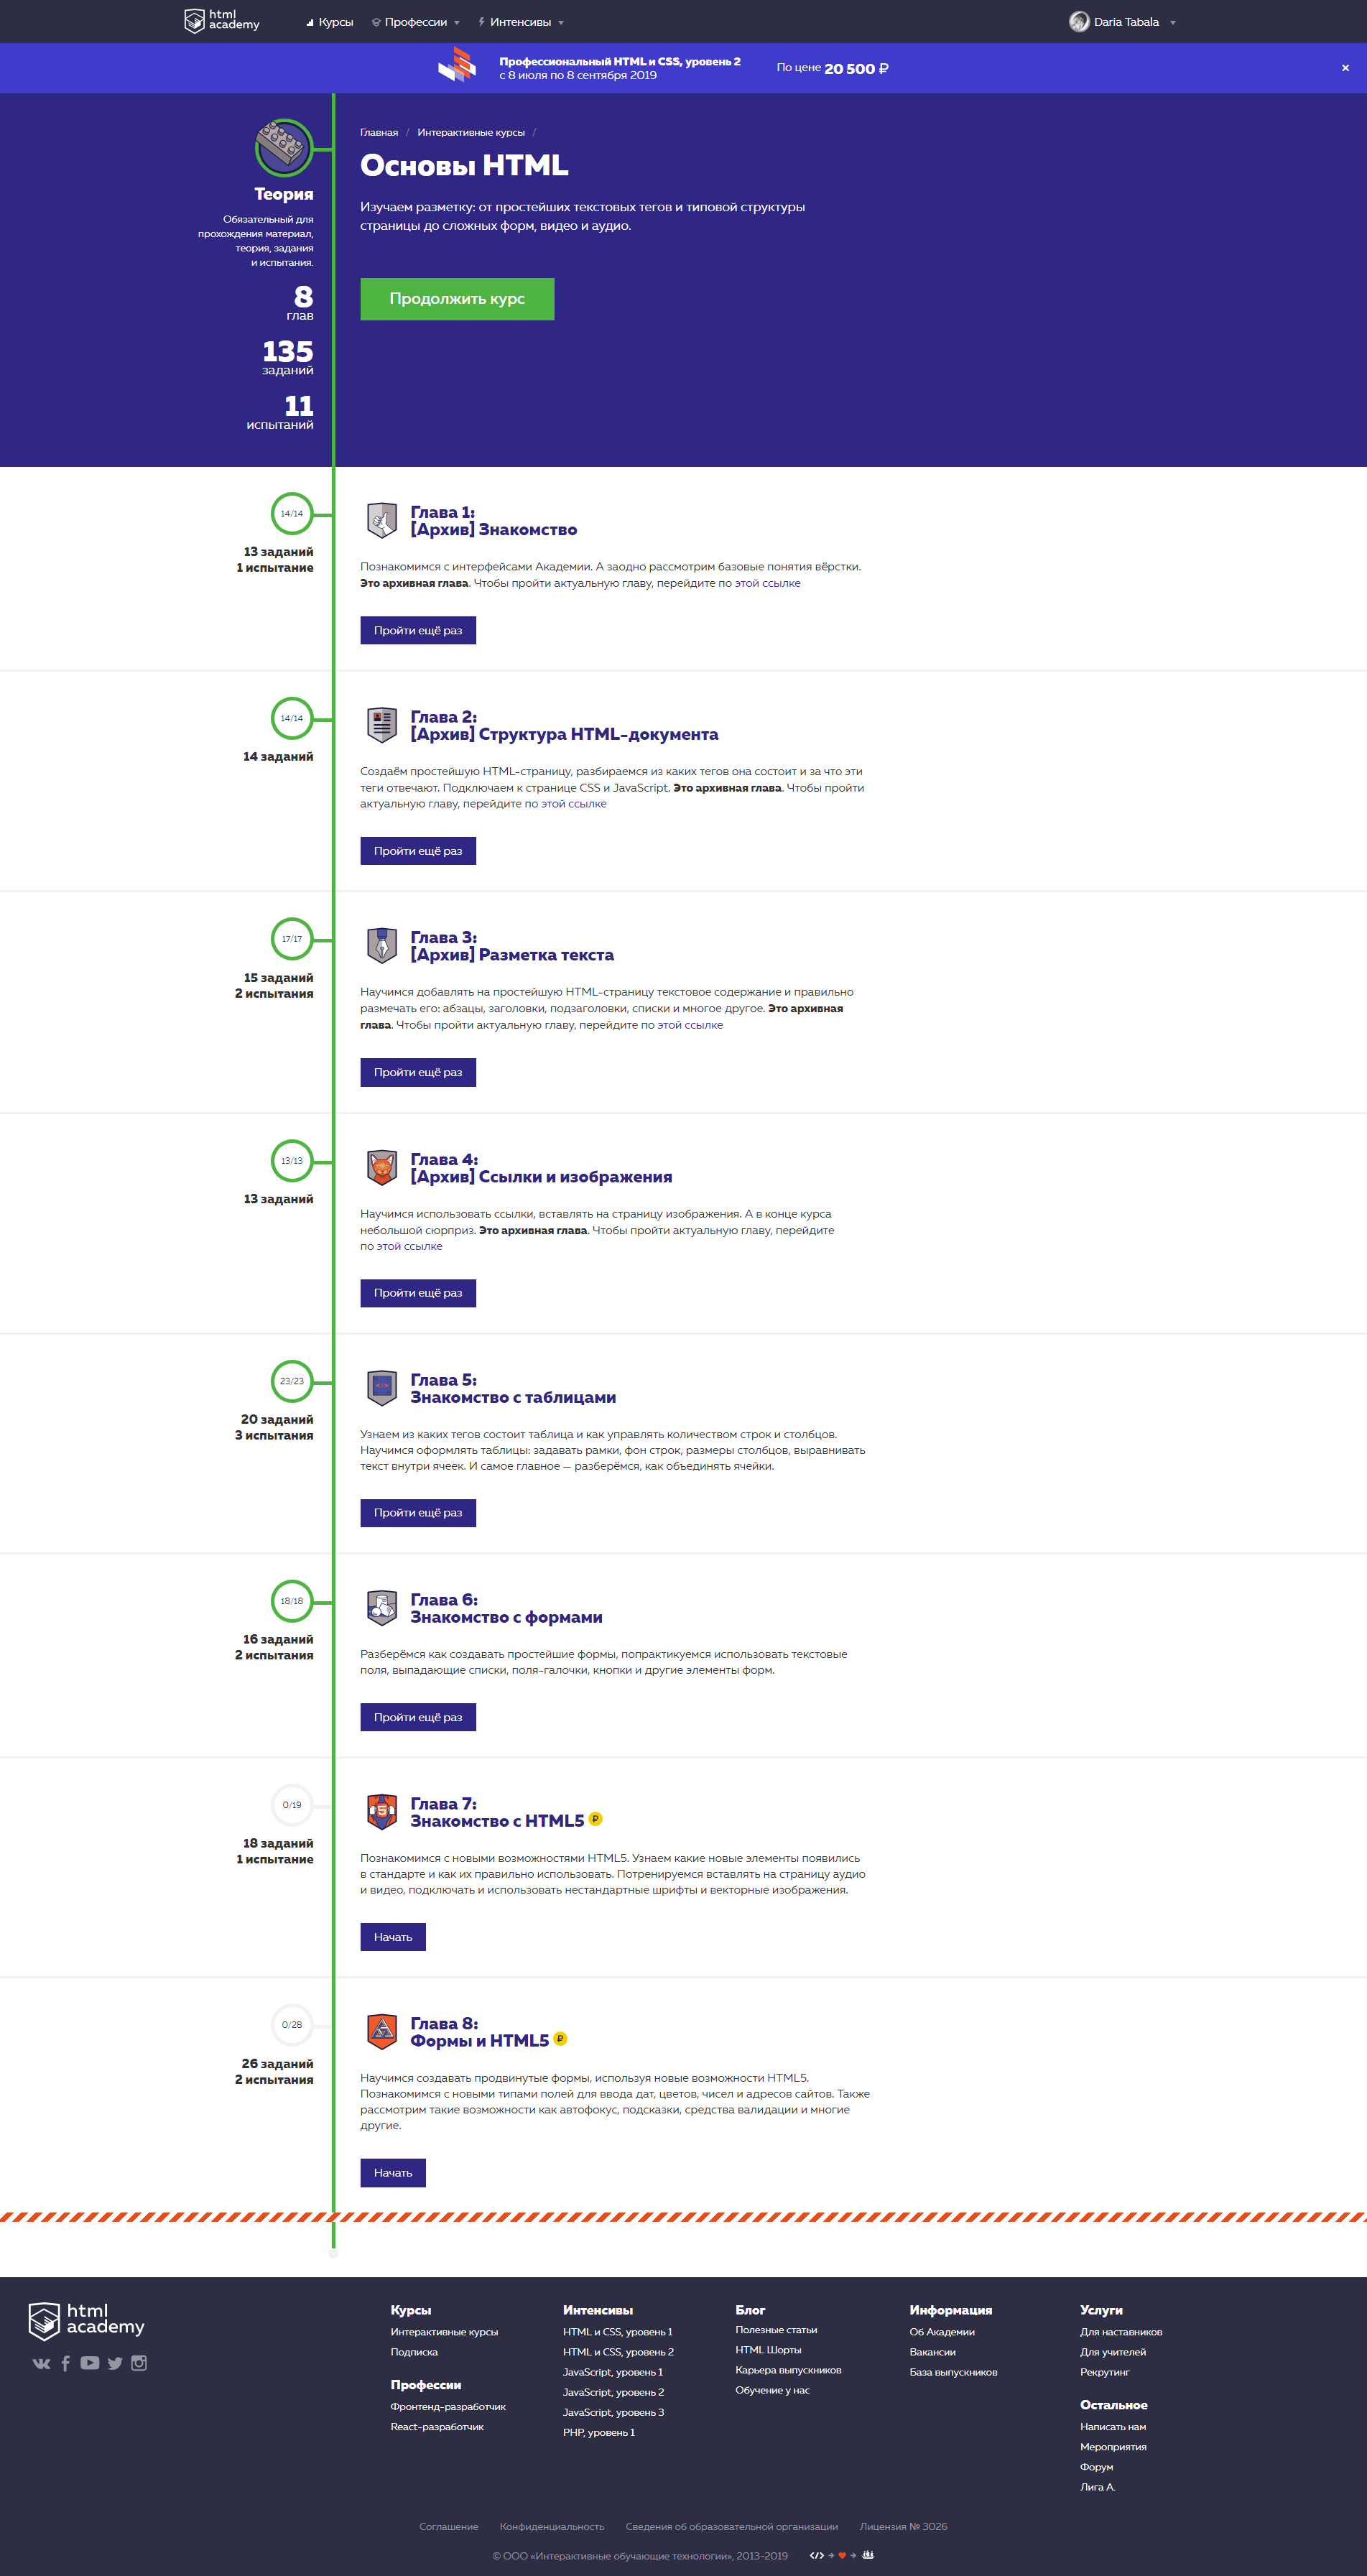 html
academy
Курсы
Профессии
Интенсивы
Daria Tabala
Профессиональный HTML и CSS, уровень 2
с 8 июля по 8 сентября 2019
По цене 20 500 ₽
×
Теория
Обязательный для
прохождения материал,
теория, задания
и испытания.
8
глав
135
заданий
11
испытаний
Главная / Интерактивные курсы /
Основы HTML
Изучаем разметку: от простейших текстовых тегов и типовой структуры
страницы до сложных форм, видео и аудио.
Продолжить курс
14/14
13 заданий
1 испытание
Глава 1:
[Архив] Знакомство
Познакомимся с интерфейсами Академии. А заодно рассмотрим базовые понятия вёрстки.
Это архивная глава. Чтобы пройти актуальную главу, перейдите по этой ссылке
Пройти ещё раз
14/14
14 заданий
Глава 2:
[Архив] Структура HTML-документа
Создаём простейшую HTML-страницу, разбираемся из каких тегов она состоит и за что эти
теги отвечают. Подключаем к странице CSS и JavaScript. Это архивная глава. Чтобы пройти
актуальную главу, перейдите по этой ссылке
Пройти ещё раз
17/17
15 заданий
2 испытания
Глава 3:
[Архив] Разметка текста
Научимся добавлять на простейшую HTML-страницу текстовое содержание и правильно
размечать его: абзацы, заголовки, подзаголовки, списки и многое другое. Это архивная
глава. Чтобы пройти актуальную главу, перейдите по этой ссылке
Пройти ещё раз
13/13
13 заданий
Глава 4:
[Архив] Ссылки и изображения
Научимся использовать ссылки, вставлять на страницу изображения. А в конце курса
небольшой сюрприз. Это архивная глава. Чтобы пройти актуальную главу, перейдите
по этой ссылке
Пройти ещё раз
23/23
20 заданий
3 испытания
</>
Глава 5:
Знакомство с таблицами
Узнаем из каких тегов состоит таблица и как управлять количеством строк и столбцов.
Научимся оформлять таблицы: задавать рамки, фон строк, размеры столбцов, выравнивать
текст внутри ячеек. И самое главное — разберёмся, как объединять ячейки.
Пройти ещё раз
18/18
16 заданий
2 испытания
Глава 6:
Знакомство с формами
Разберёмся как создавать простейшие формы, попрактикуемся использовать текстовые
поля, выпадающие списки, поля-галочки, кнопки и другие элементы форм.
Пройти ещё раз
0/19
18 заданий
1 испытание
5
Глава 7:
Знакомство с HTML5 ₽
Познакомимся с новыми возможностями HTML5. Узнаем какие новые элементы появились
в стандарте и как их правильно использовать. Потренируемся вставлять на страницу аудио
и видео, подключать и использовать нестандартные шрифты и векторные изображения.
Начать
0/28
26 заданий
2 испытания
Глава 8:
Формы и HTML5 ₽
Научимся создавать продвинутые формы, используя новые возможности HTML5.
Познакомимся с новыми типами полей для ввода дат, цветов, чисел и адресов сайтов. Также
рассмотрим такие возможности как автофокус, подсказки, средства валидации и многие
другие.
Начать
html
academy
Курсы
Интерактивные курсы
Подписка
Профессии
Фронтенд-разработчик
React-разработчик
Интенсивы
HTML и CSS, уровень 1
HTML и CSS, уровень 2
JavaScript, уровень 1
JavaScript, уровень 2
JavaScript, уровень 3
PHP, уровень 1
Блог
Полезные статьи
HTML Шорты
Карьера выпускников
Обучение у нас
Информация
Об Академии
Вакансии
База выпускников
Услуги
Для наставников
Для учителей
Рекрутинг
Остальное
Написать нам
Мероприятия
Форум
Лига А.
Соглашение
Конфиденциальность
Сведения об образовательной организации
Лицензия № 3026
© ООО «Интерактивные обучающие технологии», 2013-2019
</> → ♥ →